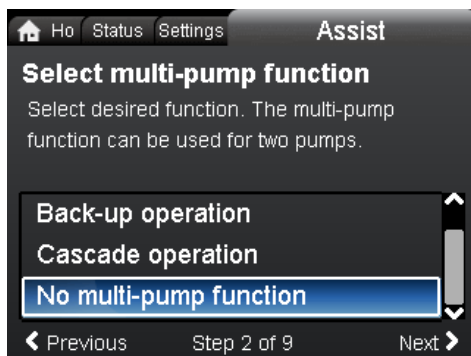 Ho Status Settings Assist
Select multi-pump function
Select desired function. The multi-pump
function can be used for two pumps.
Back-up operation
Cascade operation
No multi-pump function
Previous Step 2 of 9 Next